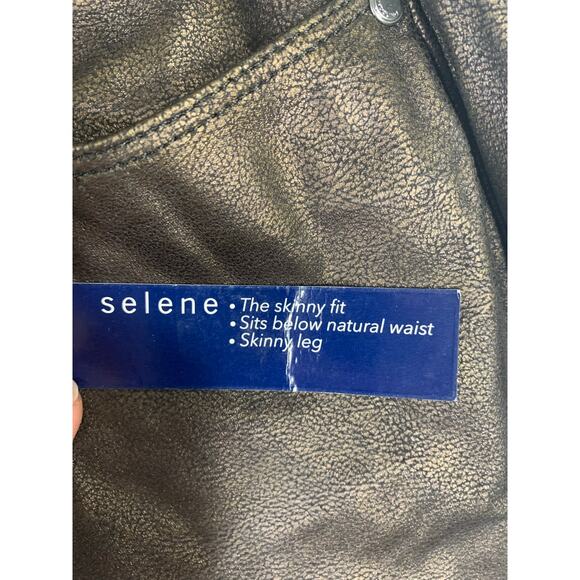 selene • The skinny fit
• Sits below natural waist
• Skinny leg